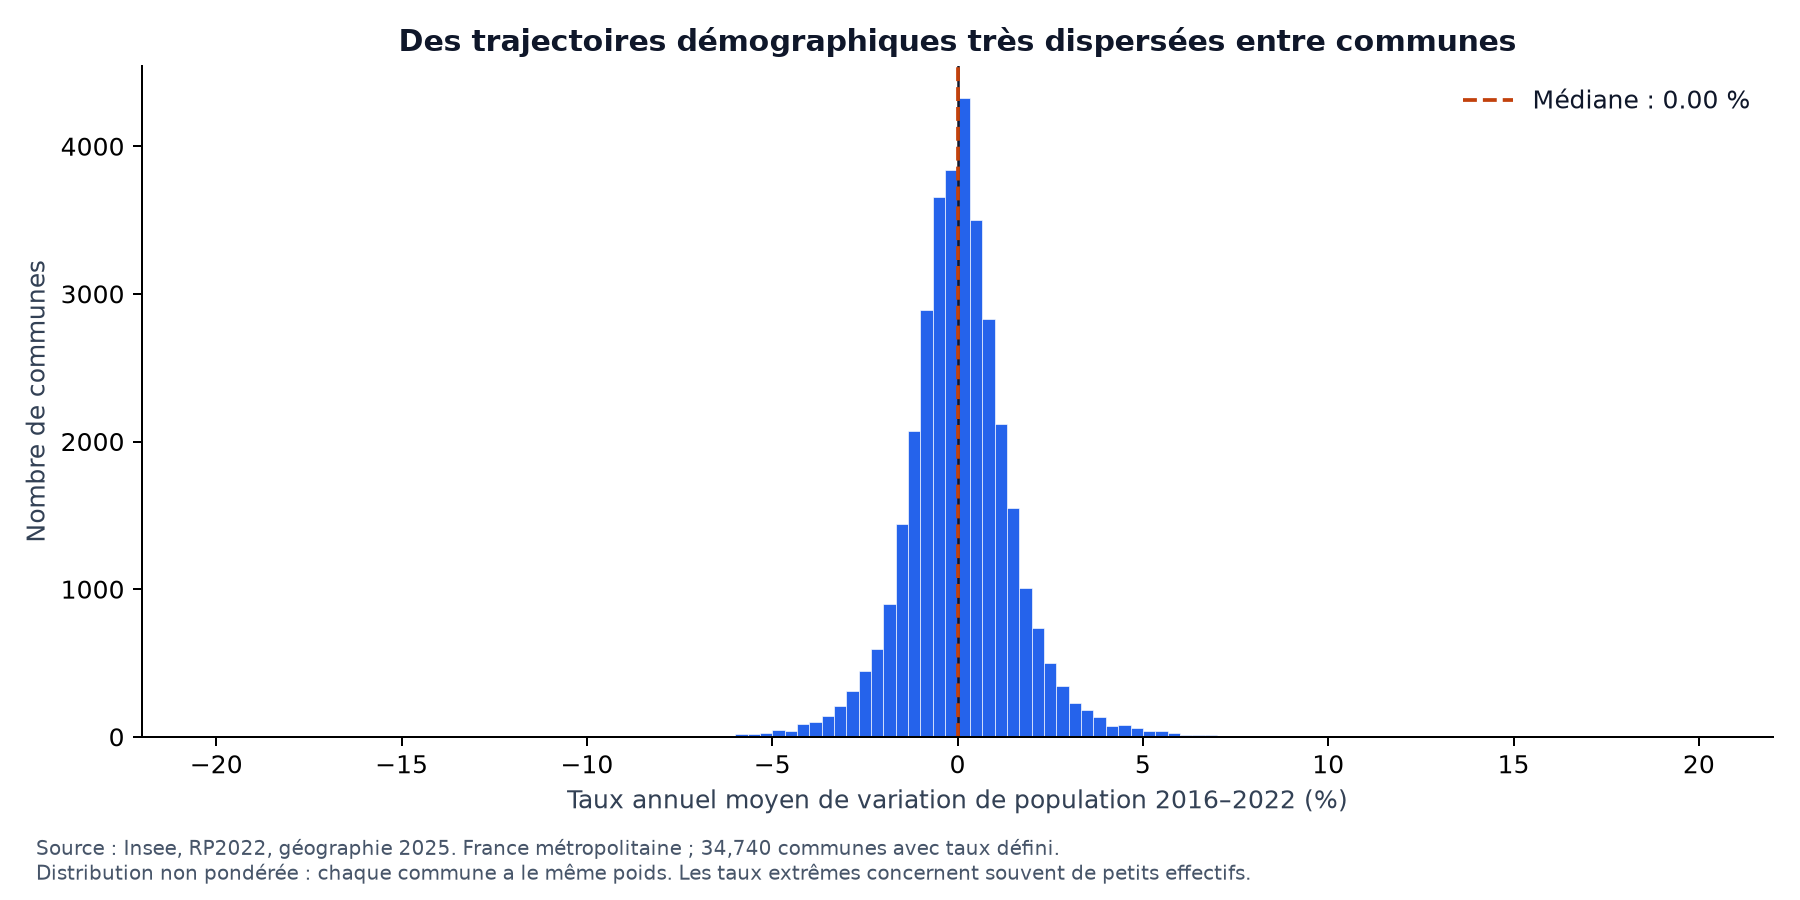 Des trajectoires démographiques très dispersées entre communes
Médiane : 0.00 %
Nombre de communes
4000
3000
2000
1000
0
−20
−15
−10
−5
0
5
10
15
20
Taux annuel moyen de variation de population 2016–2022 (%)
Source : Insee, RP2022, géographie 2025. France métropolitaine ; 34,740 communes avec taux défini.
Distribution non pondérée : chaque commune a le même poids. Les taux extrêmes concernent souvent de petits effectifs.